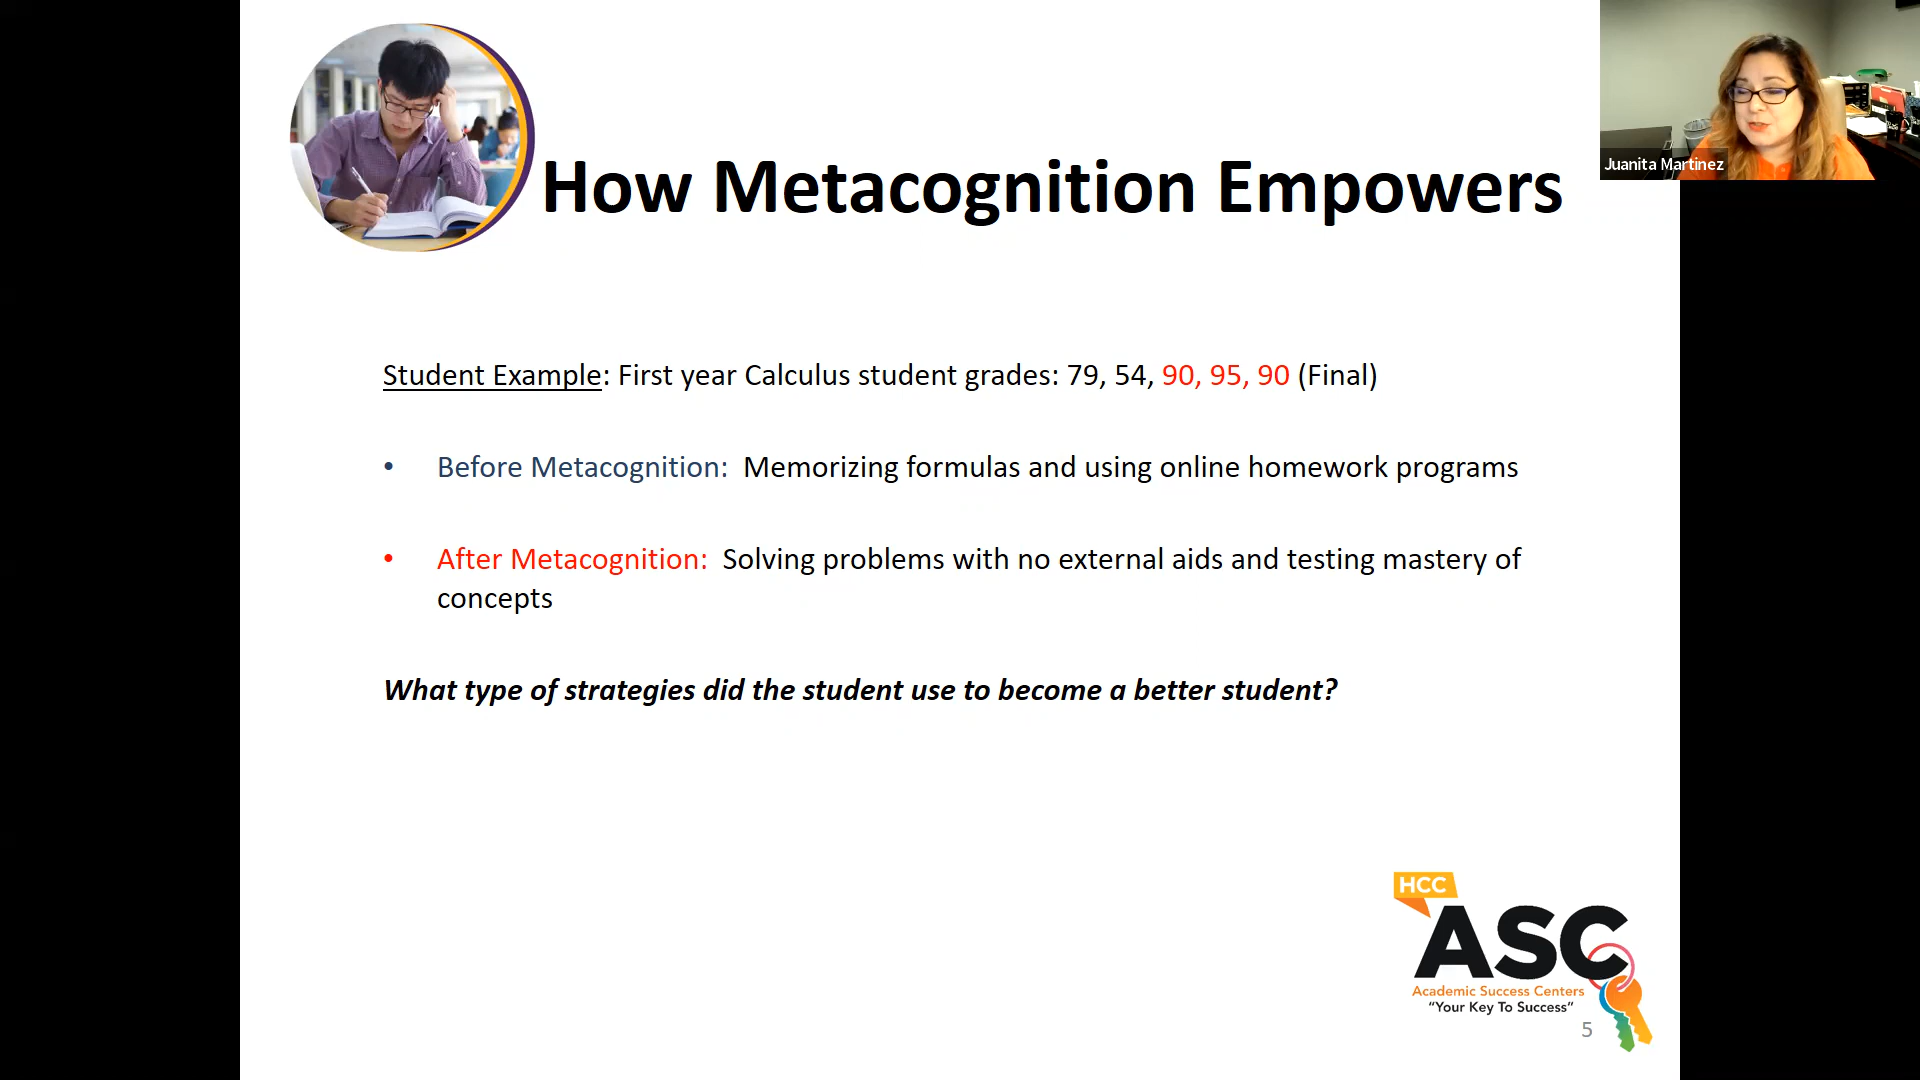 How Metacognition Empowers
Juanita Martinez
Student Example: First year Calculus student grades: 79, 54, 90, 95, 90 (Final)
• Before Metacognition: Memorizing formulas and using online homework programs
• After Metacognition: Solving problems with no external aids and testing mastery of
concepts
What type of strategies did the student use to become a better student?
HCC
ASC
Academic Success Centers
“Your Key To Success”
5